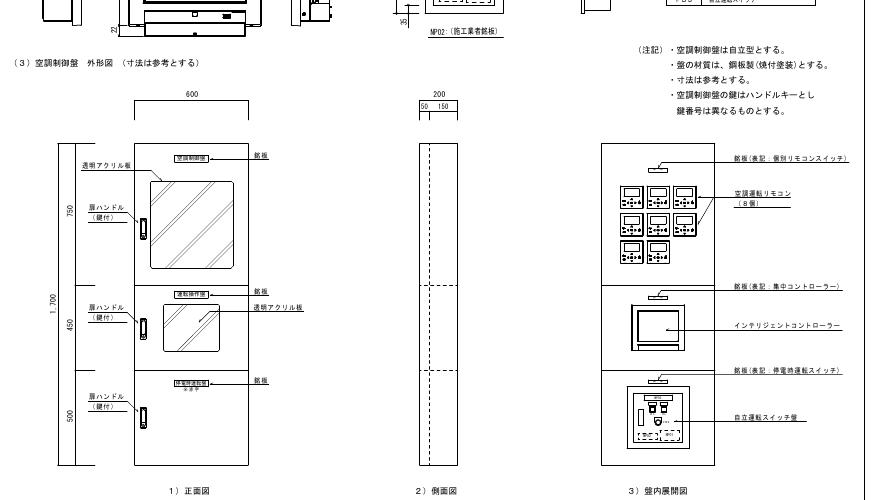 22
35
NP02:(施工業者銘板)
(注記) ・空調制御盤は自立型とする。
・盤の材質は、鋼板製(焼付塗装)とする。
・寸法は参考とする。
・空調制御盤の鍵はハンドルキーとし
鍵番号は異なるものとする。
(3)空調制御盤 外形図 (寸法は参考とする)
600
200
50 150
空調制御盤
銘板
透明アクリル板
扉ハンドル
(鍵付)
750
運転操作盤
銘板
透明アクリル板
扉ハンドル
(鍵付)
1,700
450
停電時運転盤
銘板
扉ハンドル
(鍵付)
500
銘板(表記:個別リモコンスイッチ)
空調運転リモコン
(8個)
銘板(表記:集中コントローラー)
インテリジェントコントローラー
銘板(表記:停電時運転スイッチ)
自立運転スイッチ盤
1) 正面図
2) 側面図
3) 盤内展開図